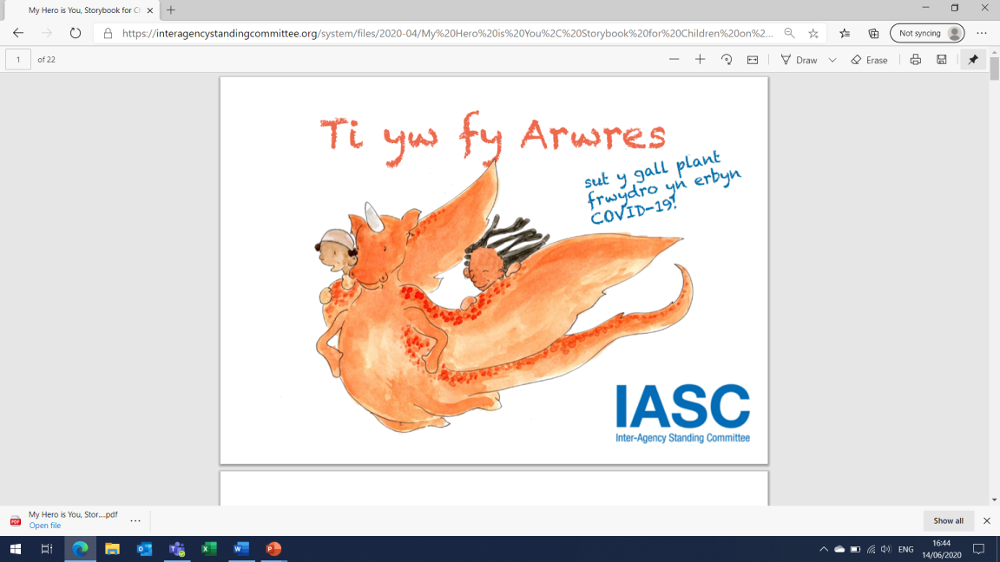 My Hero is You, Storybook for C
https://interagencystandingcommittee.org/system/files/2020-04/My%20Hero%20is%20You%2C%20Storybook%20for%20Children%20on%2...
Not syncing
1 of 22
Draw
Erase
Ti yw fy Arwres
sut y gall plant
frwydro yn erbyn
COVID-19!
IASC
Inter-Agency Standing Committee
My Hero is You, Stor....pdf
Open file
Show all
ENG
16:44
14/06/2020